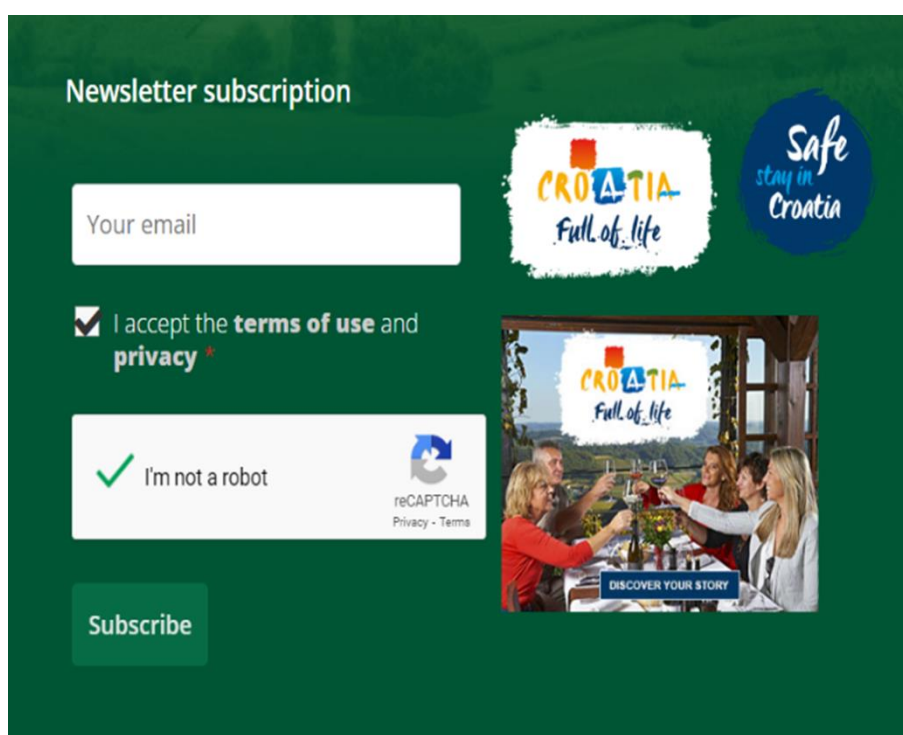 Newsletter subscription
Your email
I accept the terms of use and
privacy *
I'm not a robot
reCAPTCHA
Privacy - Terms
Subscribe
CROATIA
Full of life
Safe
stay in
Croatia
CROATIA
Full of life
DISCOVER YOUR STORY